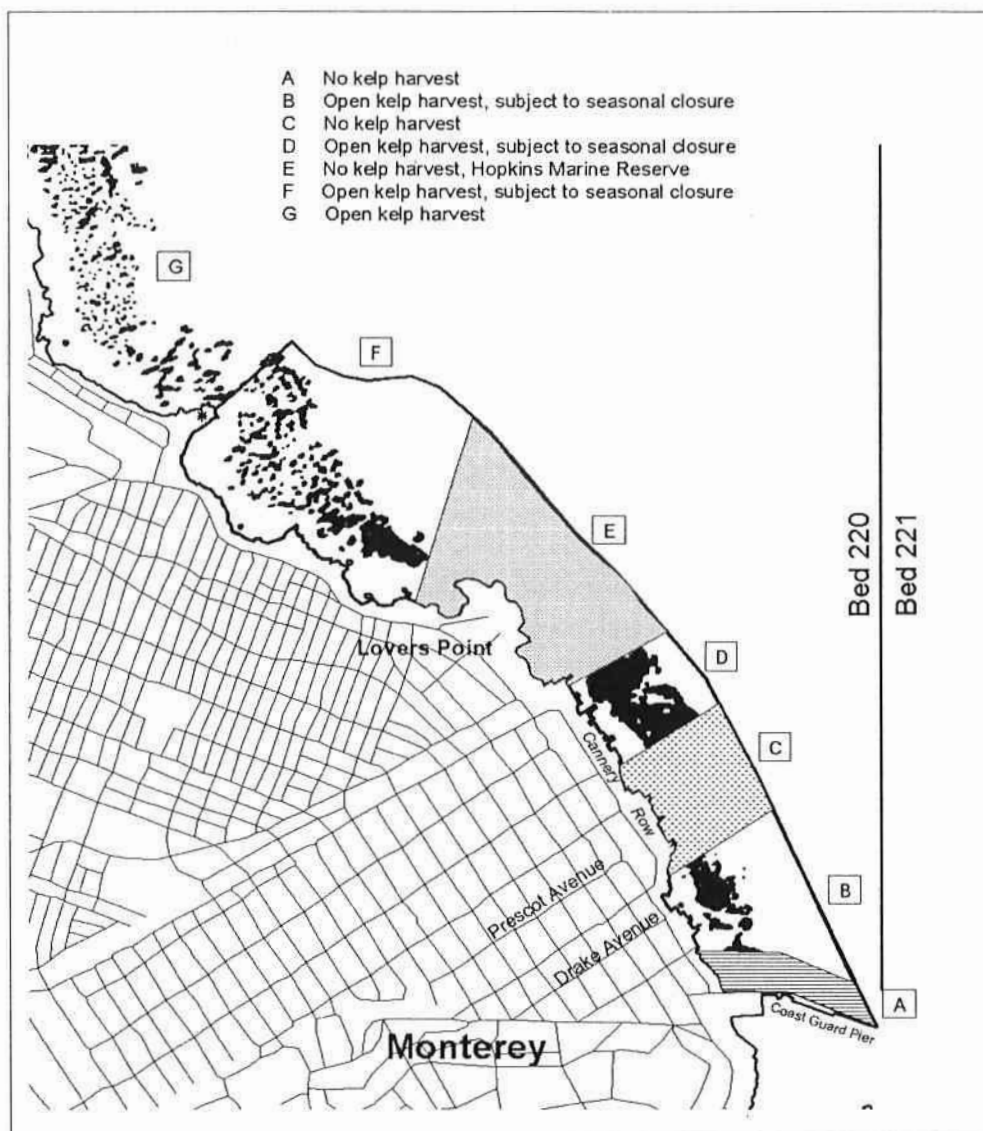 A No kelp harvest
B Open kelp harvest, subject to seasonal closure
C No kelp harvest
D Open kelp harvest, subject to seasonal closure
E No kelp harvest, Hopkins Marine Reserve
F Open kelp harvest, subject to seasonal closure
G Open kelp harvest
G
F
E
Bed 220
Bed 221
Lovers Point
D
C
Cannery
Row
B
Prescot Avenue
Drake Avenue
A
Coast Guard Pier
Monterey